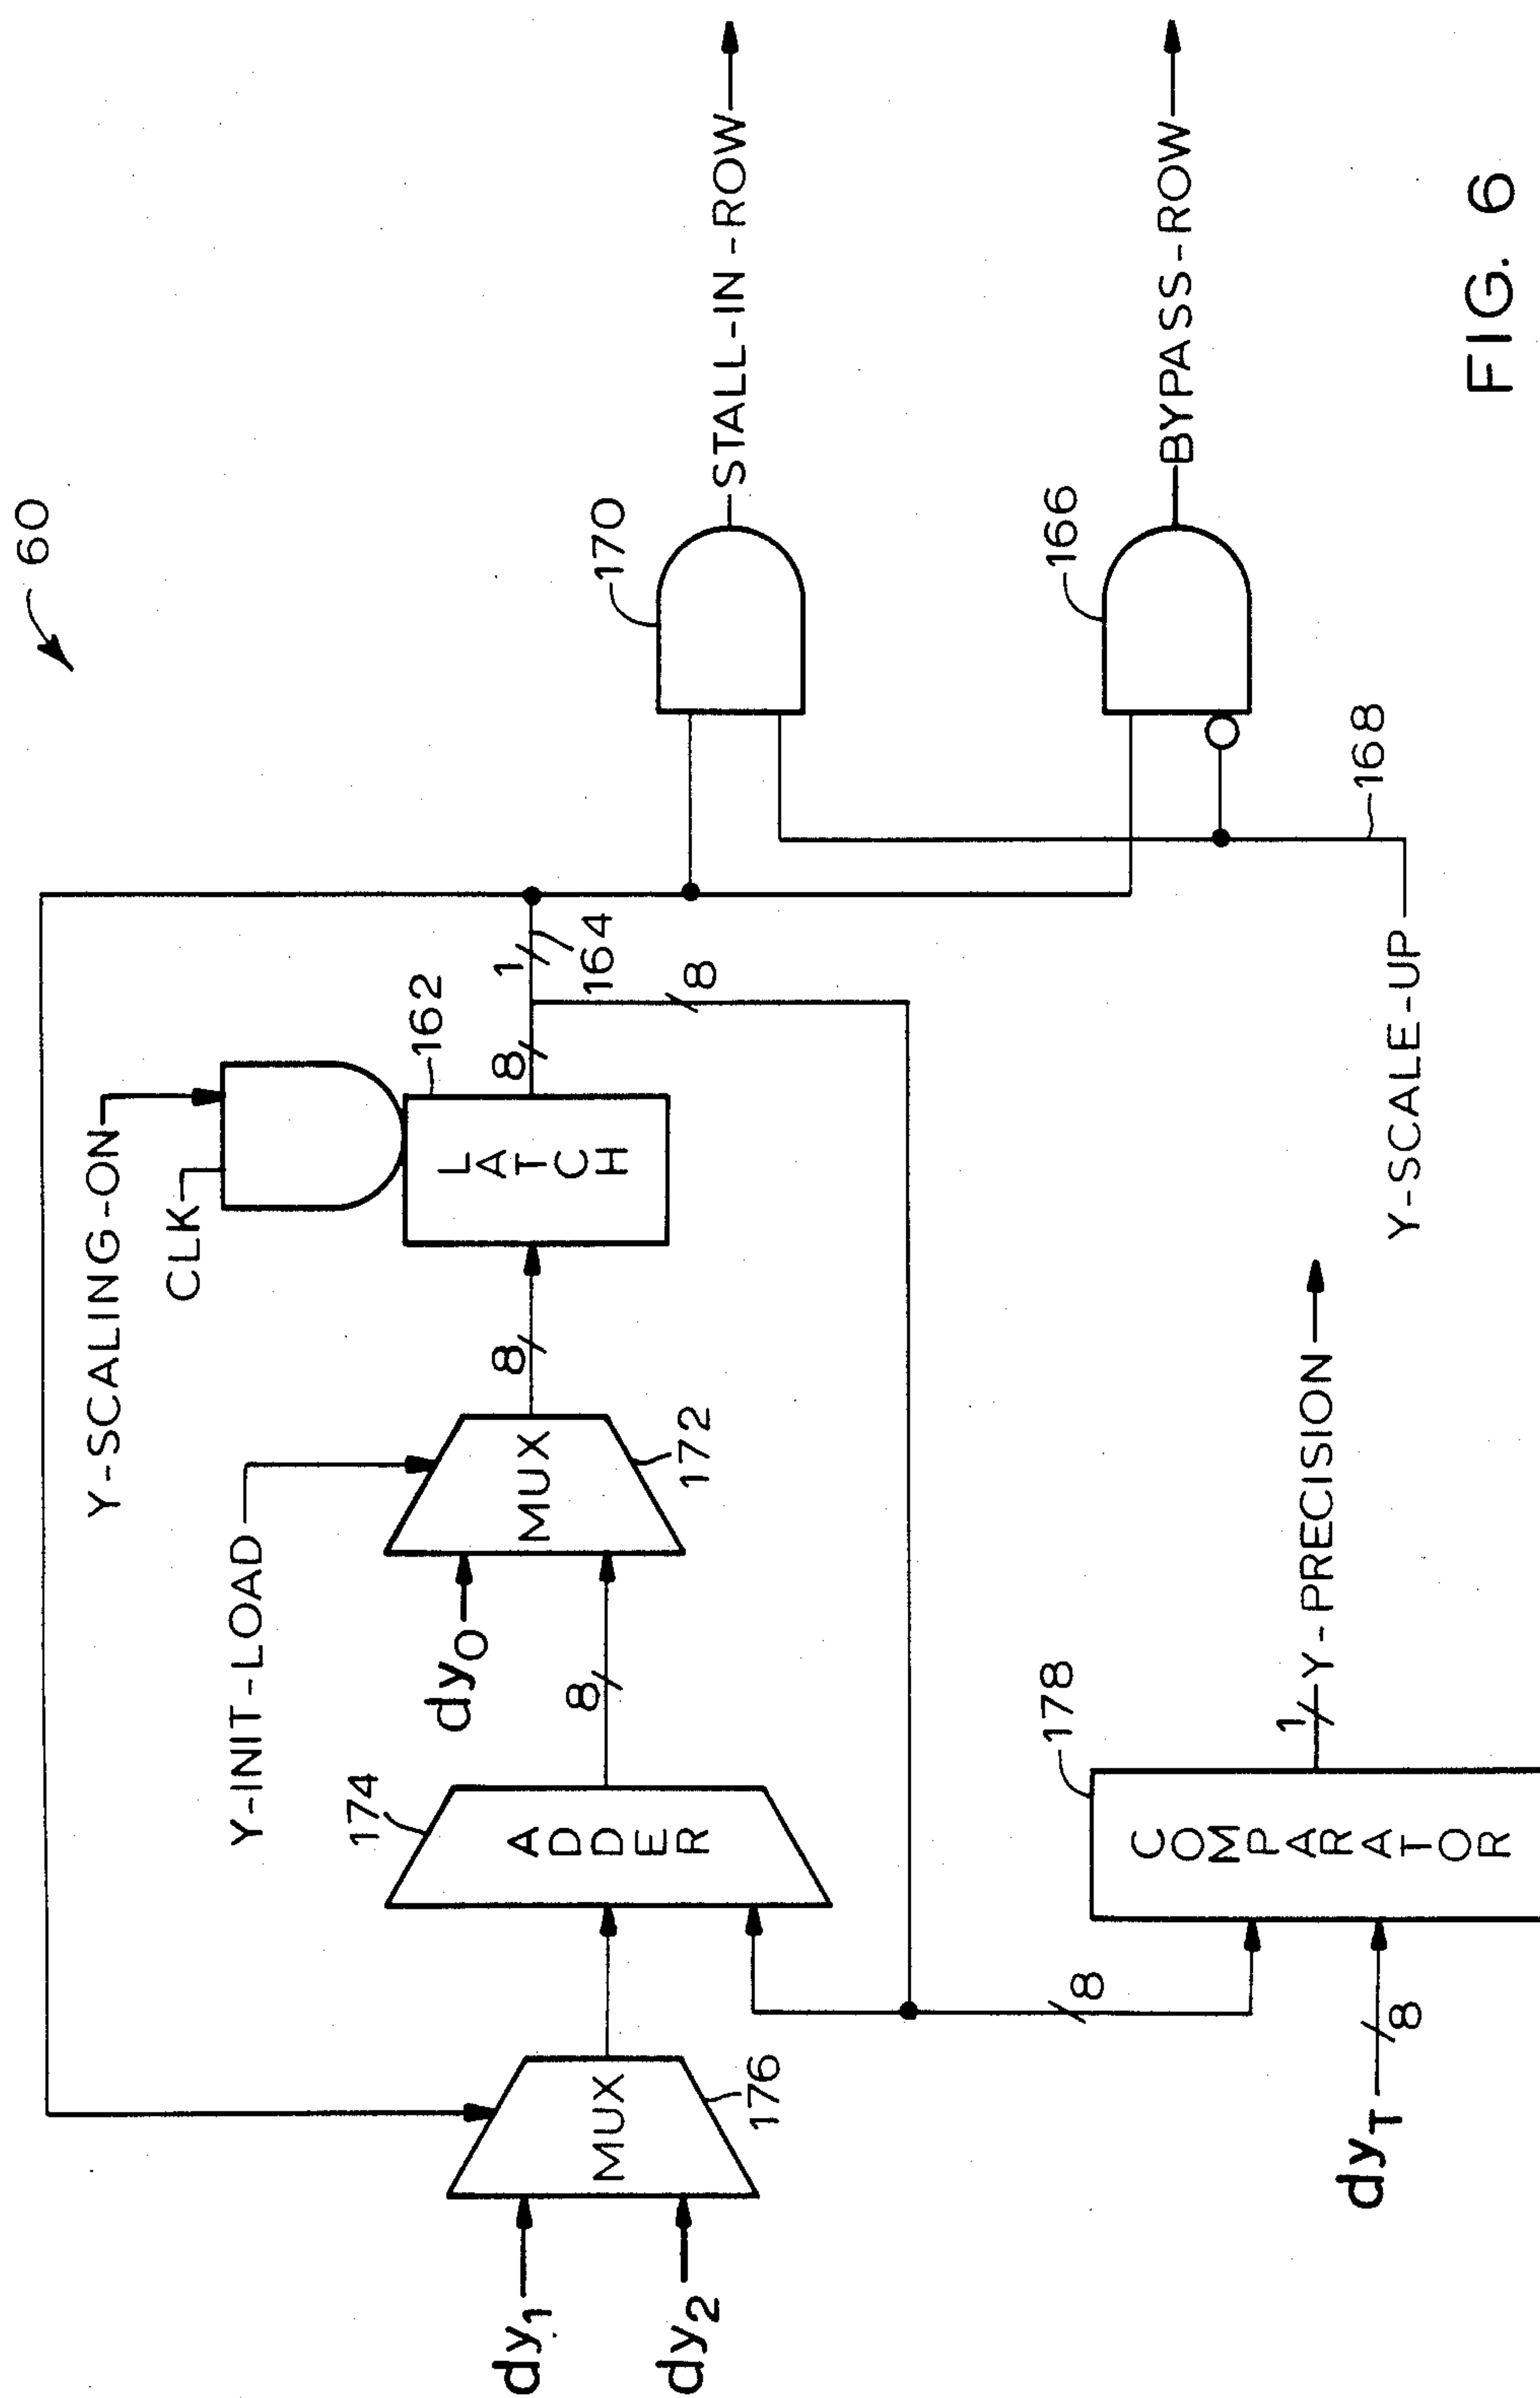 60
Y-SCALING-ON
CLK
Y-INIT-LOAD
dy1
dy2
MUX
176
174
ADDER
8
dy0
MUX
172
8
LATCH
162
8
1
164
8
170
STALL-IN-ROW
166
BYPASS-ROW
168
Y-SCALE-UP
8
dyT
8
178
COMPARATOR
1
Y-PRECISION
FIG. 6